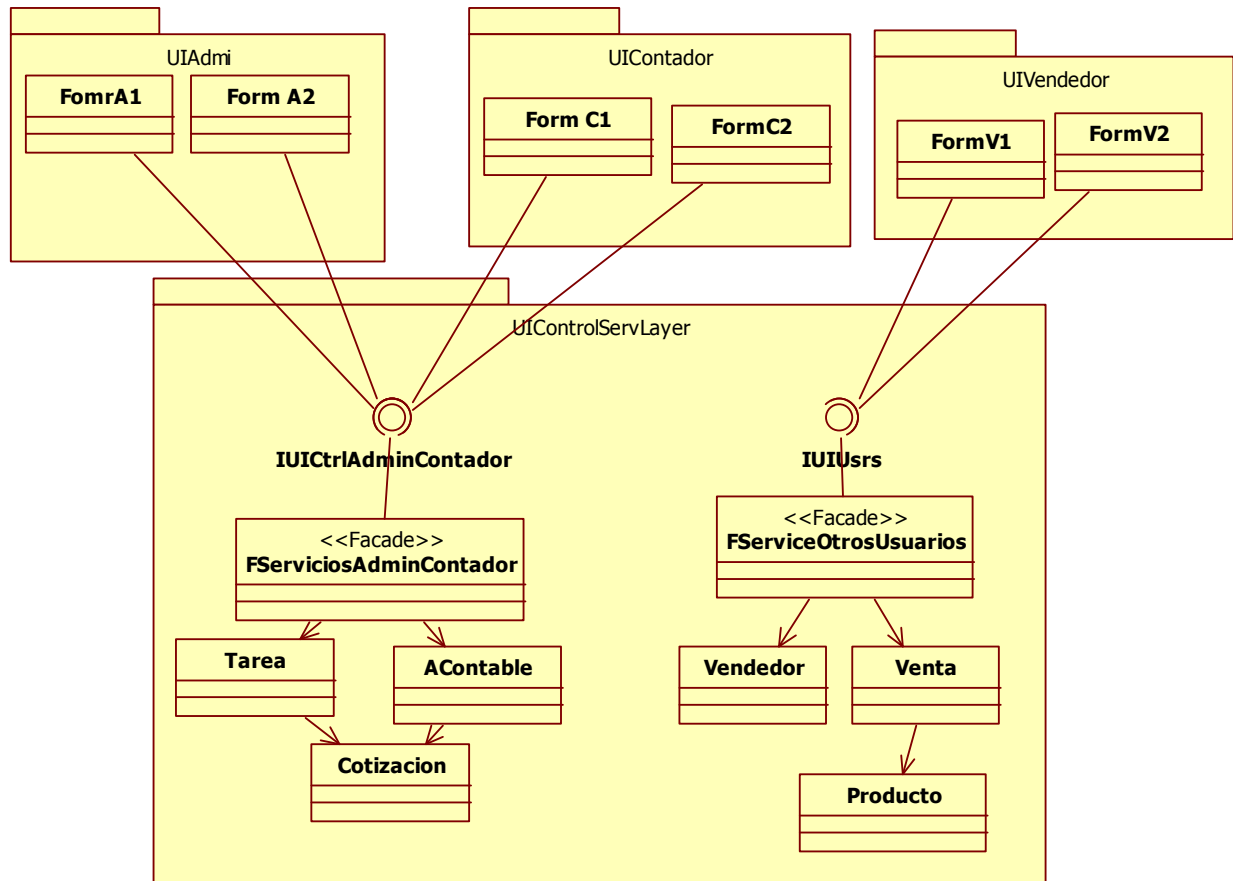 UIAdmi
FomrA1
Form A2
UIContador
Form C1
FormC2
UIVendedor
FormV1
FormV2
UIControlServLayer
IUICtrlAdminContador
IUIUsrs
<<Facade>>
FServiciosAdminContador
<<Facade>>
FServiceOtrosUsuarios
Tarea
AContable
Vendedor
Venta
Cotizacion
Producto